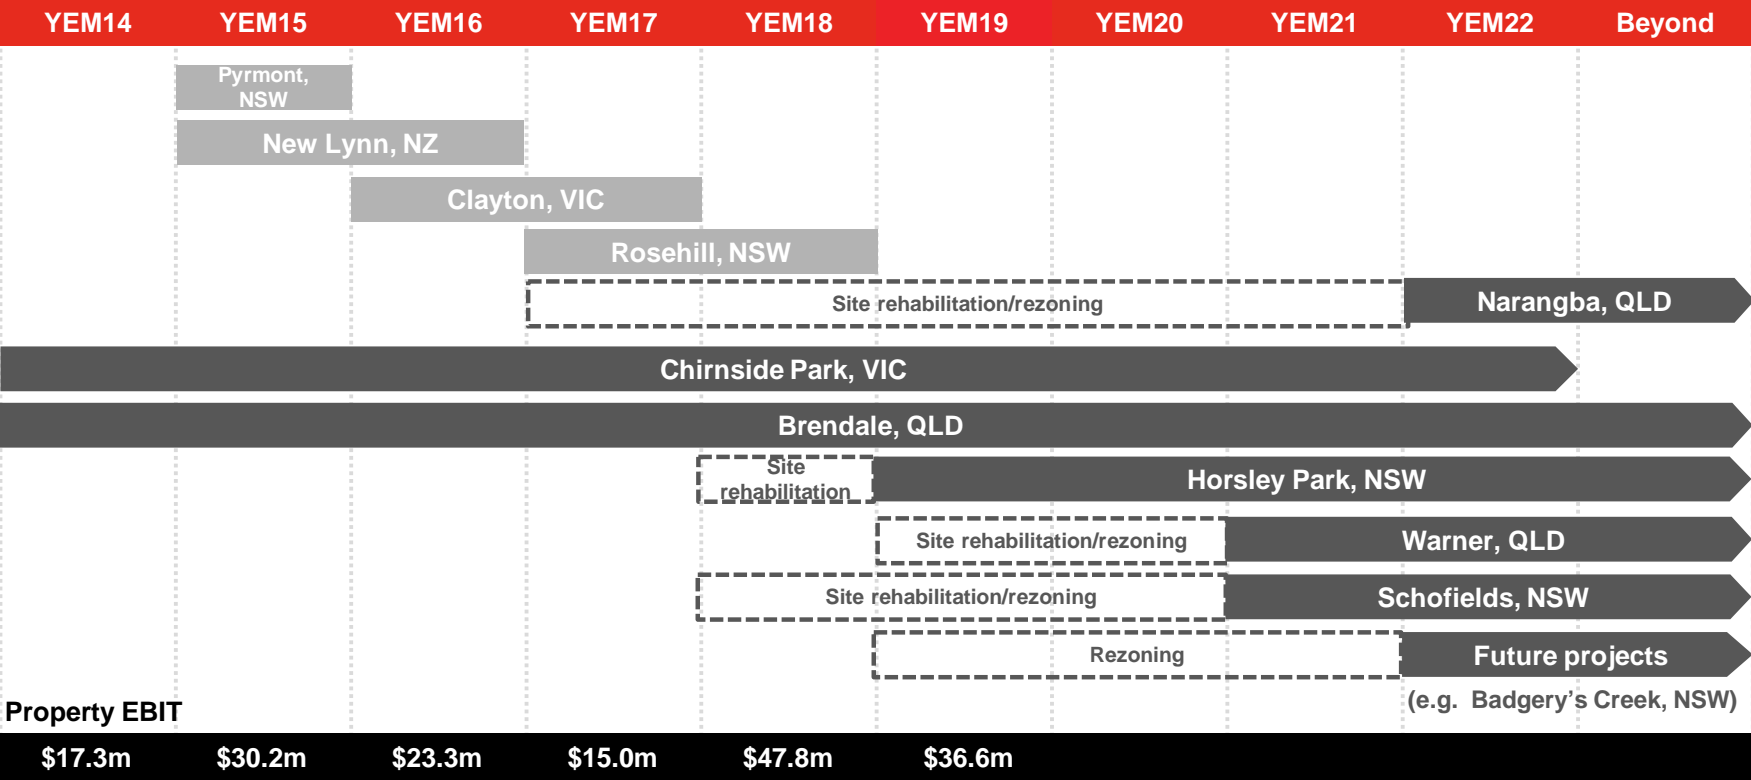 YEM14 YEM15 YEM16 YEM17 YEM18 YEM19 YEM20 YEM21 YEM22 Beyond
Pyrmont,
NSW
New Lynn, NZ
Clayton, VIC
Rosehill, NSW
Site rehabilitation/rezoning Narangba, QLD
Chirnside Park, VIC
Brendale, QLD
Site
rehabilitation
Horsley Park, NSW
Site rehabilitation/rezoning Warner, QLD
Site rehabilitation/rezoning Schofields, NSW
Rezoning Future projects
(e.g. Badgery's Creek, NSW)
Property EBIT
$17.3m $30.2m $23.3m $15.0m $47.8m $36.6m